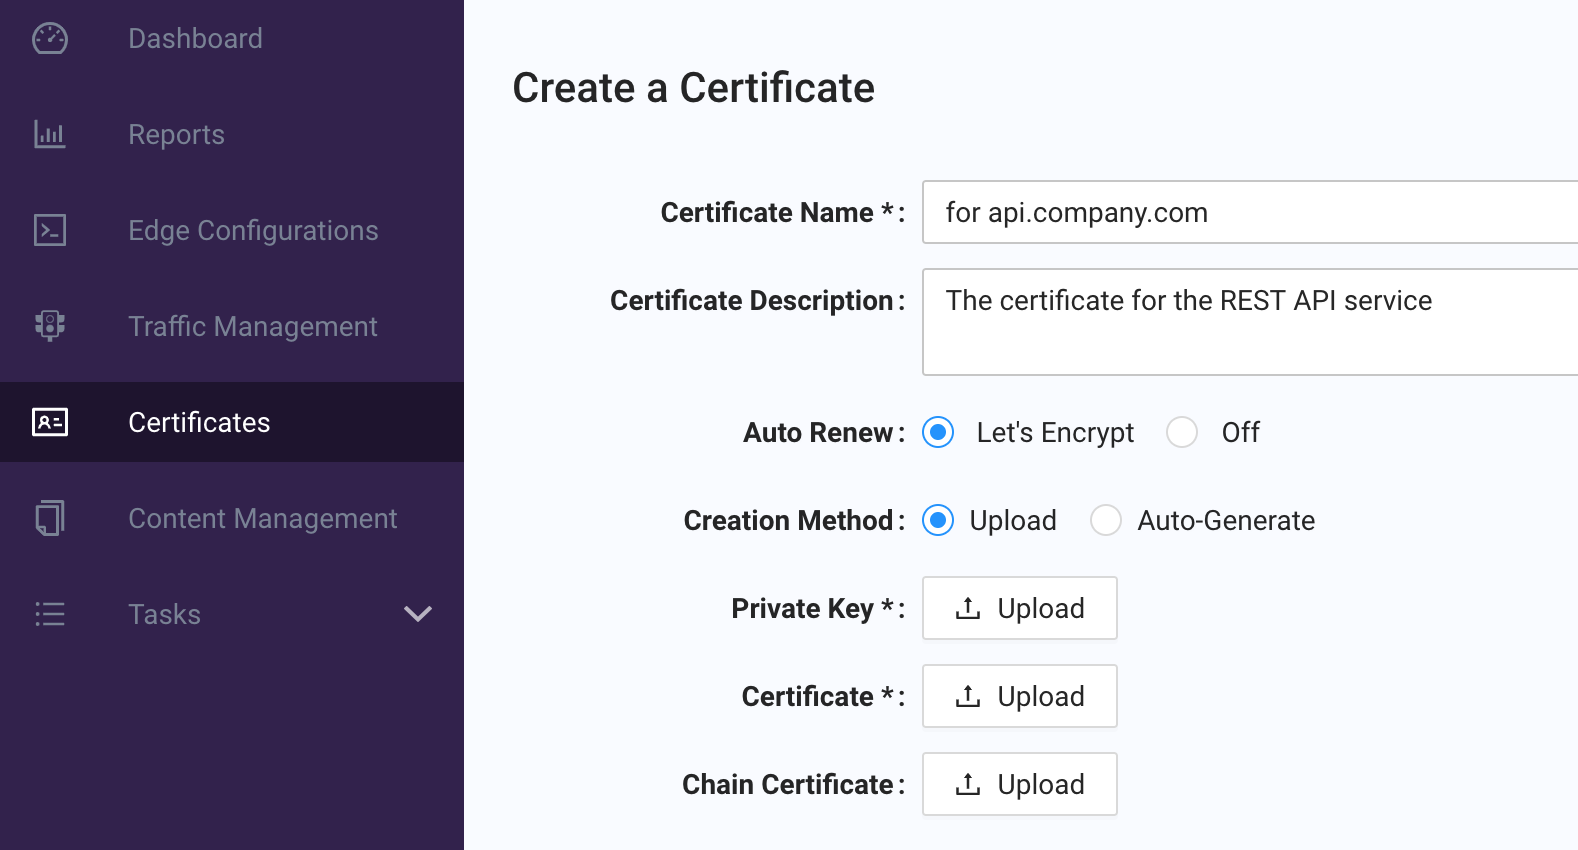 Dashboard
Reports
Edge Configurations
Traffic Management
Certificates
Content Management
Tasks
Create a Certificate
Certificate Name *: for api.company.com
Certificate Description: The certificate for the REST API service
Auto Renew: Let's Encrypt Off
Creation Method: Upload Auto-Generate
Private Key *: Upload
Certificate *: Upload
Chain Certificate: Upload